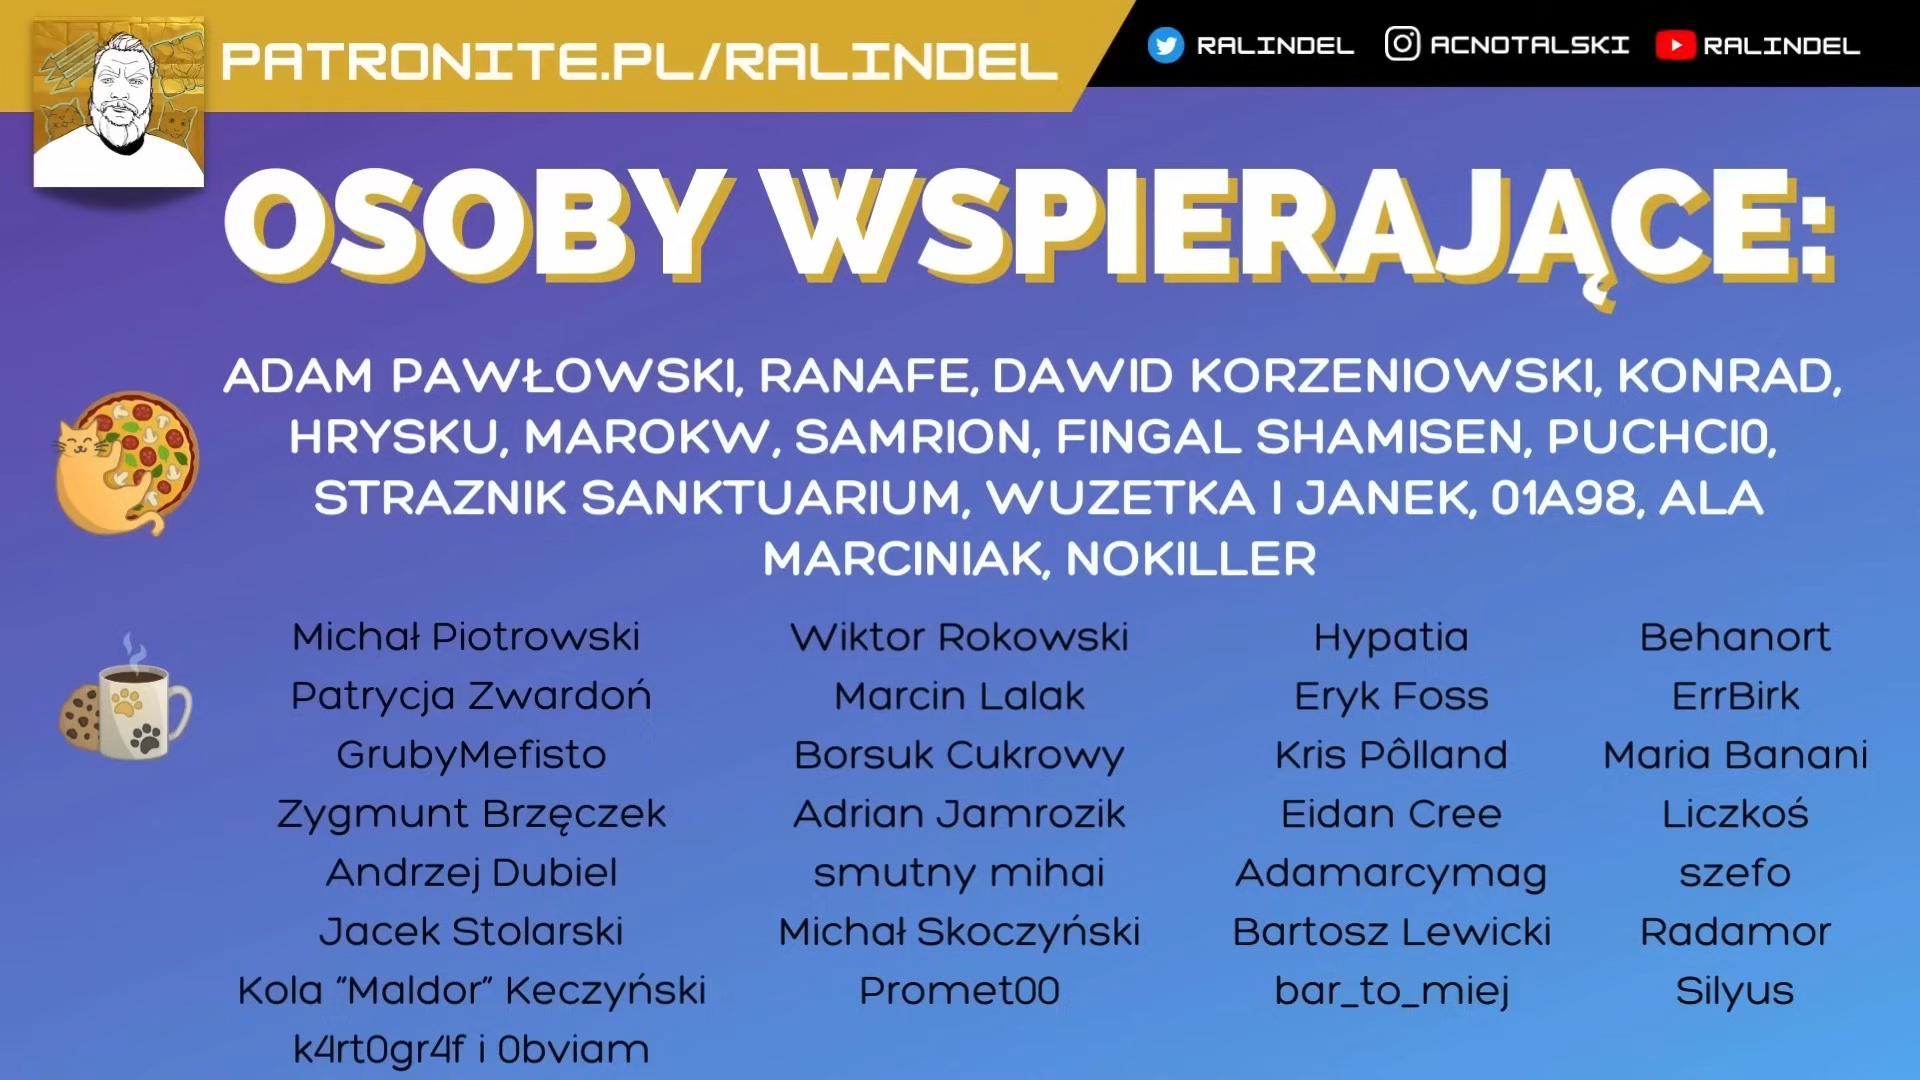 PATRONITE.PL/RALINDEL
RALINDEL
ACNOTALSKI
RALINDEL
OSOBY WSPIERAJĄCE:
ADAM PAWŁOWSKI, RANAFE, DAWID KORZENIOWSKI, KONRAD,
HRYSKU, MAROKW, SAMRION, FINGAL SHAMISEN, PUCHCI0,
STRAZNIK SANKTUARIUM, WUZETKA I JANEK, 01A98, ALA
MARCINIAK, NOKILLER
Michał Piotrowski
Patrycja Zwardoń
GrubyMefisto
Zygmunt Brzęczek
Andrzej Dubiel
Jacek Stolarski
Kola “Maldor” Keczyński
k4rt0gr4f i 0bviam
Wiktor Rokowski
Marcin Lalak
Borsuk Cukrowy
Adrian Jamrozik
smutny mihai
Michał Skoczyński
Promet00
Hypatia
Eryk Foss
Kris Pôlland
Eidan Cree
Adamarcymag
Bartosz Lewicki
bar_to_miej
Behanort
ErrBirk
Maria Banani
Liczkoś
szefo
Radamor
Silyus